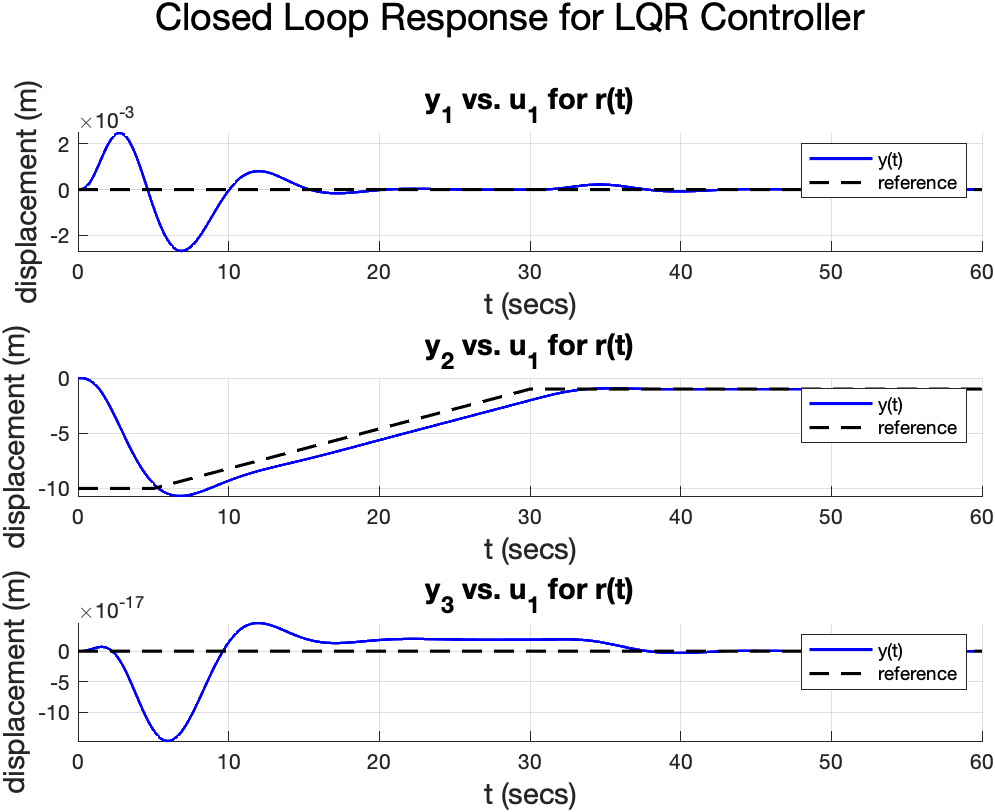 Closed Loop Response for LQR Controller
y1 vs. u1 for r(t)
×10-3
displacement (m)
2
0
-2
y(t)
reference
0 10 20 30 40 50 60
t (secs)
y2 vs. u1 for r(t)
displacement (m)
0
-5
-10
y(t)
reference
0 10 20 30 40 50 60
t (secs)
y3 vs. u1 for r(t)
×10-17
displacement (m)
0
-5
-10
y(t)
reference
0 10 20 30 40 50 60
t (secs)